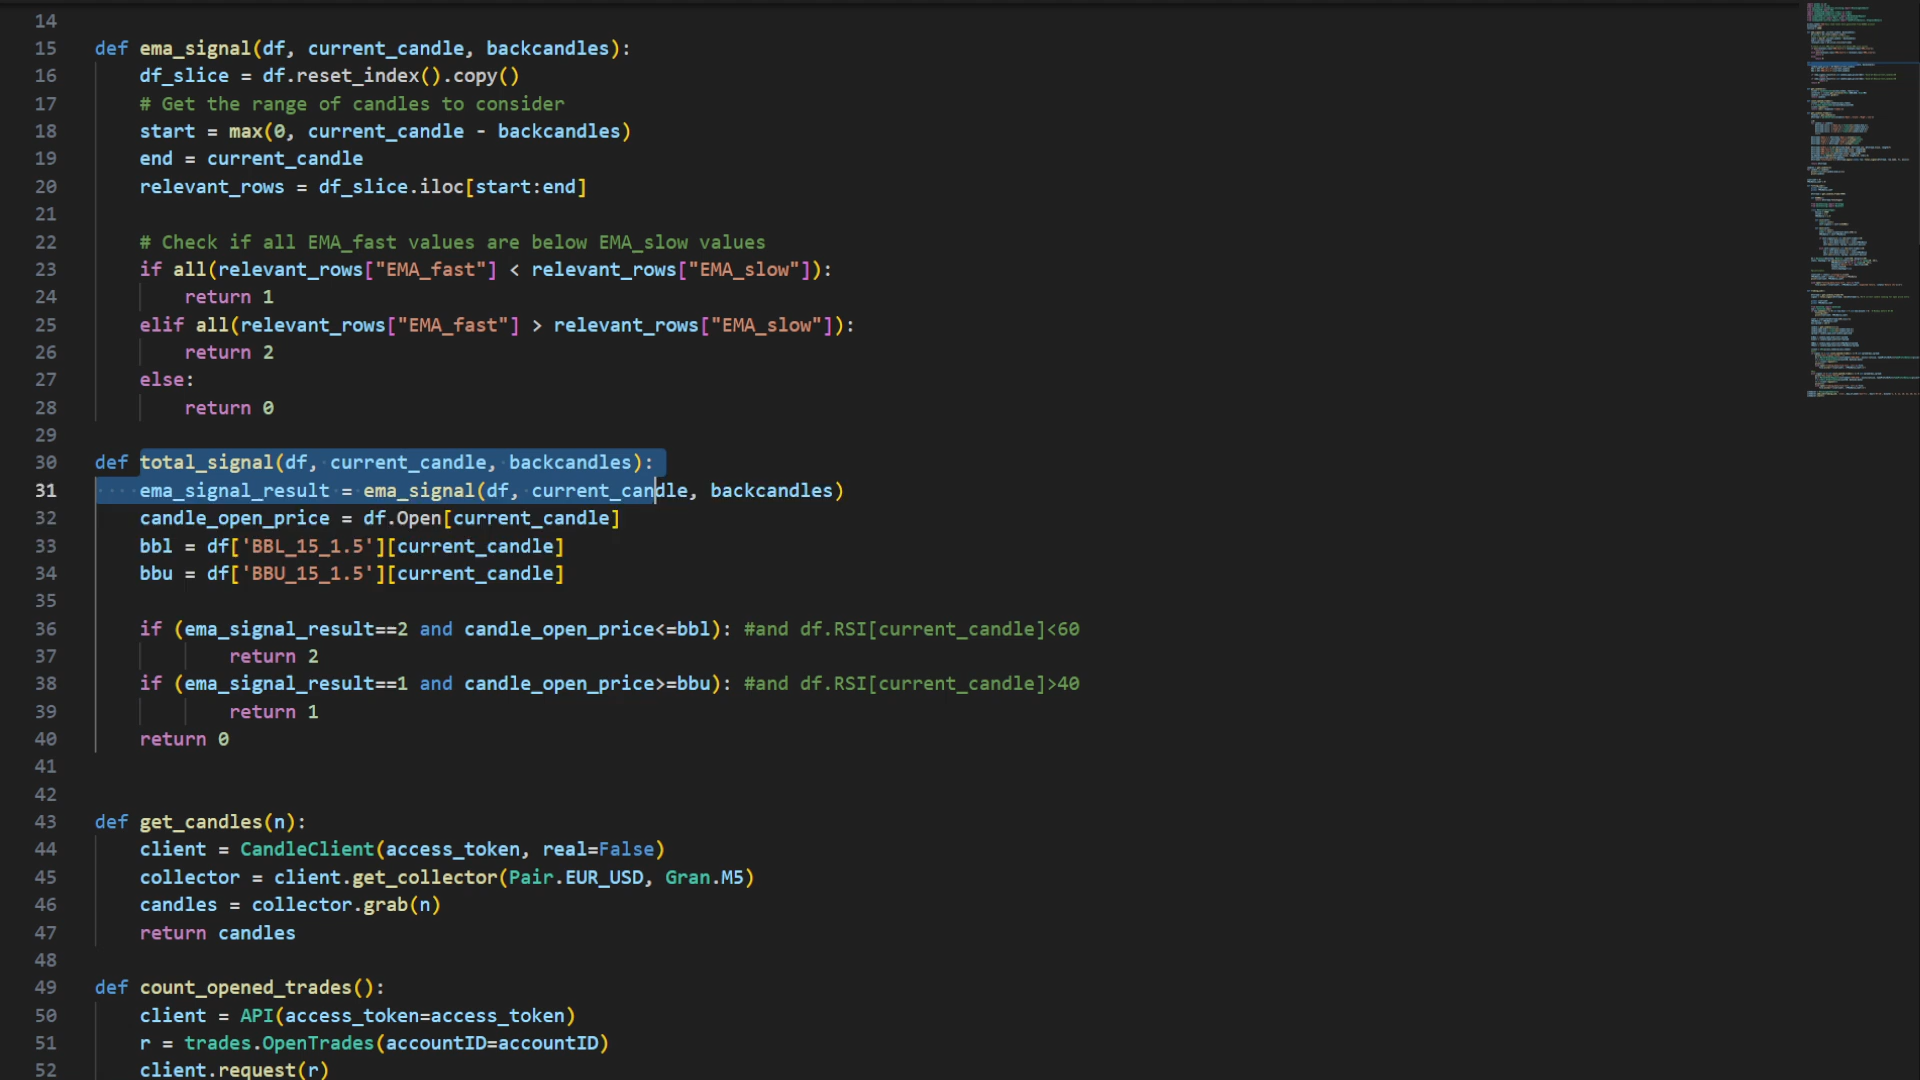 14
15 def ema_signal(df, current_candle, backcandles):
16 df_slice = df.reset_index().copy()
17 # Get the range of candles to consider
18 start = max(0, current_candle - backcandles)
19 end = current_candle
20 relevant_rows = df_slice.iloc[start:end]
21
22 # Check if all EMA_fast values are below EMA_slow values
23 if all(relevant_rows["EMA_fast"] < relevant_rows["EMA_slow"]):
24 return 1
25 elif all(relevant_rows["EMA_fast"] > relevant_rows["EMA_slow"]):
26 return 2
27 else:
28 return 0
29
30 def total_signal(df, current_candle, backcandles):
31 ema_signal_result = ema_signal(df, current_candle, backcandles)
32 candle_open_price = df.Open[current_candle]
33 bbl = df['BBL_15_1.5'][current_candle]
34 bbu = df['BBU_15_1.5'][current_candle]
35
36 if (ema_signal_result==2 and candle_open_price<=bbl): #and df.RSI[current_candle]<60
37 return 2
38 if (ema_signal_result==1 and candle_open_price>=bbu): #and df.RSI[current_candle]>40
39 return 1
40 return 0
41
42
43 def get_candles(n):
44 client = CandleClient(access_token, real=False)
45 collector = client.get_collector(Pair.EUR_USD, Gran.M5)
46 candles = collector.grab(n)
47 return candles
48
49 def count_opened_trades():
50 client = API(access_token=access_token)
51 r = trades.OpenTrades(accountID=accountID)
52 client.request(r)